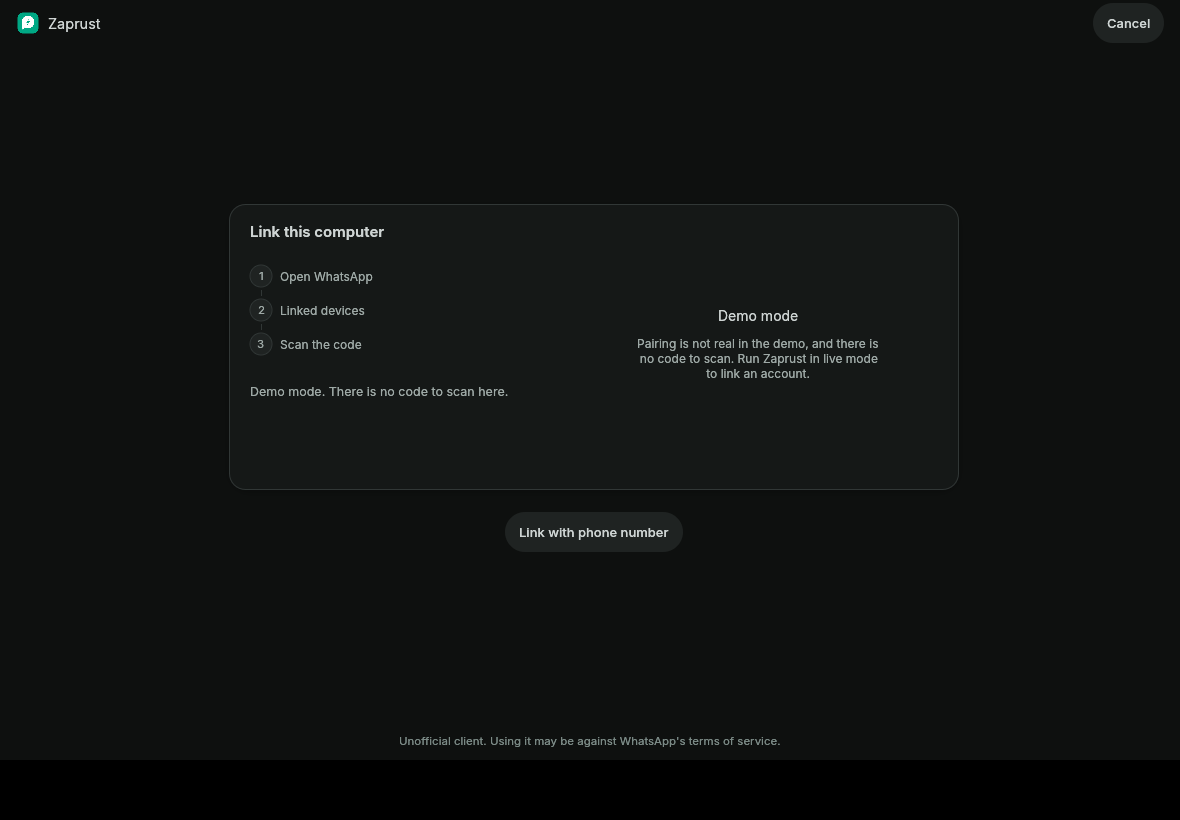 Zaprust
Cancel
Link this computer
1 Open WhatsApp
2 Linked devices
3 Scan the code
Demo mode. There is no code to scan here.
Demo mode
Pairing is not real in the demo, and there is
no code to scan. Run Zaprust in live mode
to link an account.
Link with phone number
Unofficial client. Using it may be against WhatsApp's terms of service.